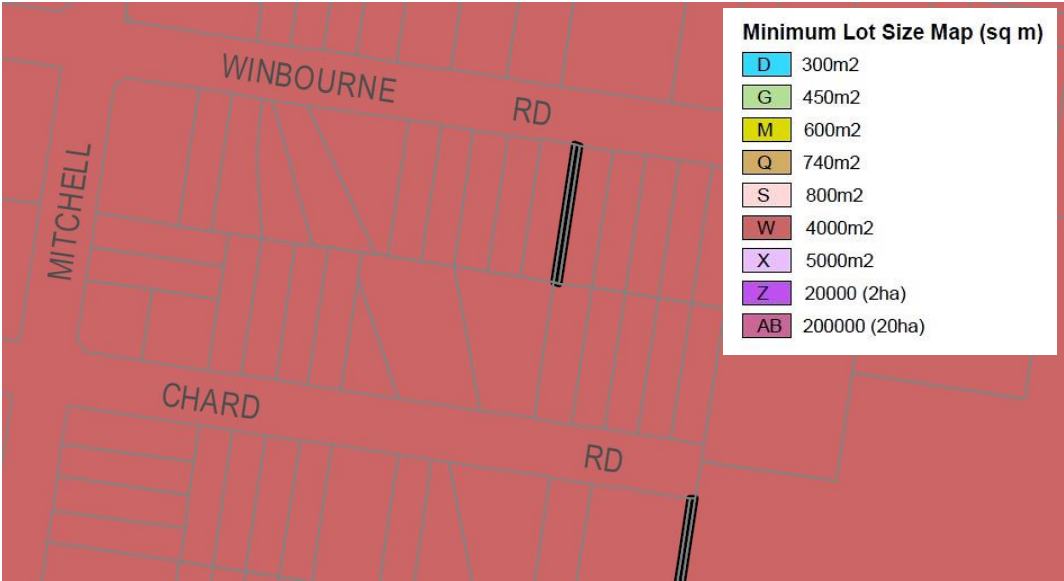 WINBOURNE RD
MITCHELL
CHARD RD
Minimum Lot Size Map (sq m)
D 300m2
G 450m2
M 600m2
Q 740m2
S 800m2
W 4000m2
X 5000m2
Z 20000 (2ha)
AB 200000 (20ha)